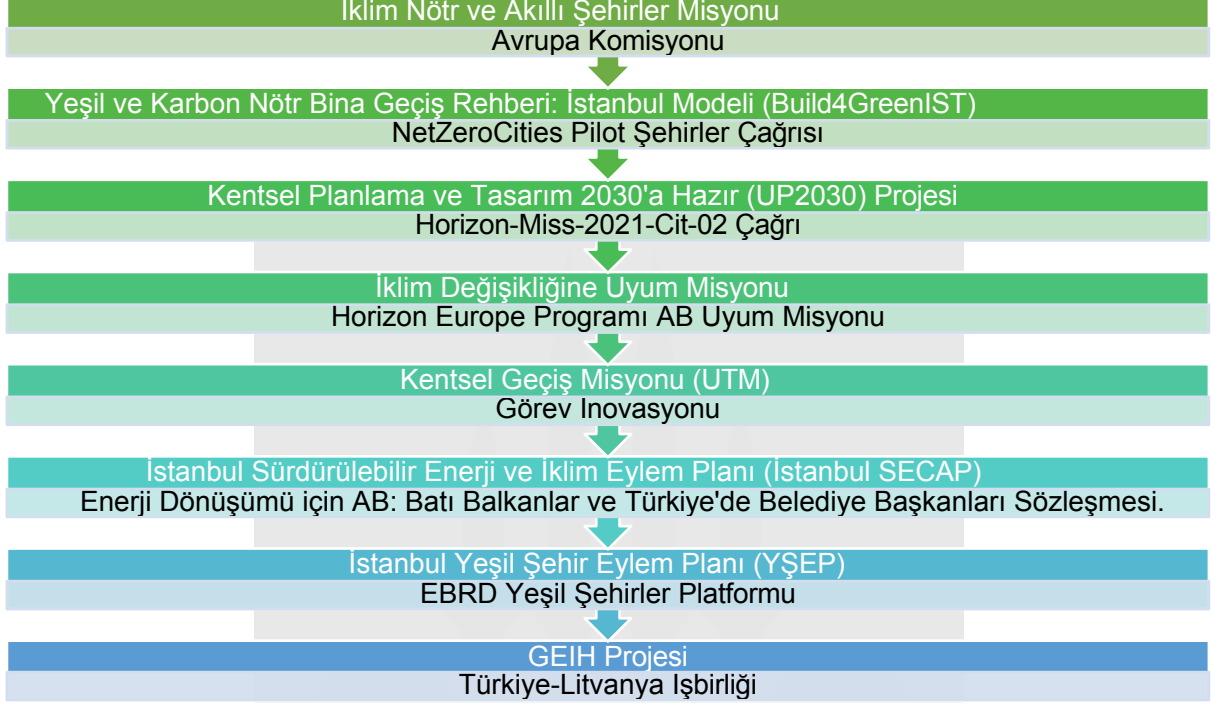 İklim Nötr ve Akıllı Şehirler Misyonu
Avrupa Komisyonu
Yeşil ve Karbon Nötr Bina Geçiş Rehberi: İstanbul Modeli (Build4GreenIST)
NetZeroCities Pilot Şehirler Çağrısı
Kentsel Planlama ve Tasarım 2030'a Hazır (UP2030) Projesi
Horizon-Miss-2021-Cit-02 Çağrı
İklim Değişikliğine Uyum Misyonu
Horizon Europe Programı AB Uyum Misyonu
Kentsel Geçiş Misyonu (UTM)
Görev Inovasyonu
İstanbul Sürdürülebilir Enerji ve İklim Eylem Planı (İstanbul SECAP)
Enerji Dönüşümü için AB: Batı Balkanlar ve Türkiye'de Belediye Başkanları Sözleşmesi.
İstanbul Yeşil Şehir Eylem Planı (YŞEP)
EBRD Yeşil Şehirler Platformu
GEIH Projesi
Türkiye-Litvanya Işbirliği